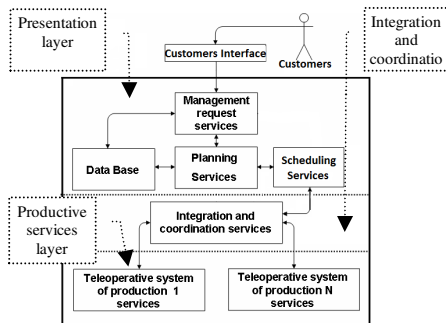 Presentation
layer
Integration
and
coordinatio
Customers Interface
Customers
Management
request
services
Data Base
Planning
Services
Scheduling
Services
Productive
services
layer
Integration and
coordination services
Teleoperative system
of production 1
services
Teleoperative system
of production N
services